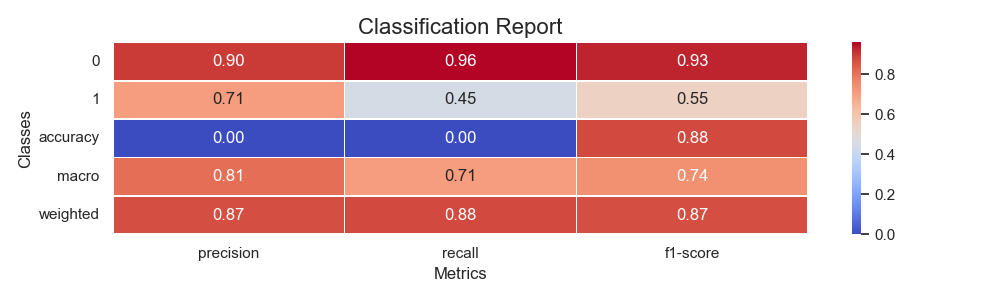 Classification Report
Classes
0 0.90 0.96 0.93
1 0.71 0.45 0.55
accuracy 0.00 0.00 0.88
macro 0.81 0.71 0.74
weighted 0.87 0.88 0.87
precision recall f1-score
Metrics
0.8
0.6
0.4
0.2
0.0